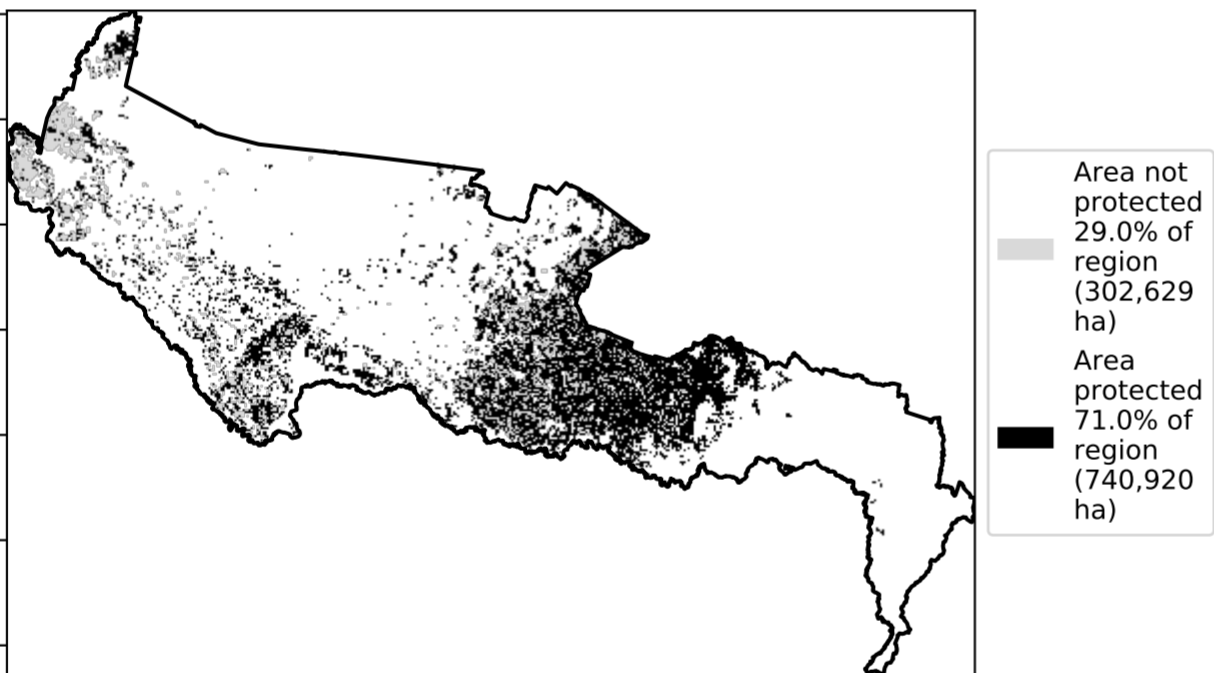 Area not
protected
29.0% of
region
(302,629
ha)
Area
protected
71.0% of
region
(740,920
ha)